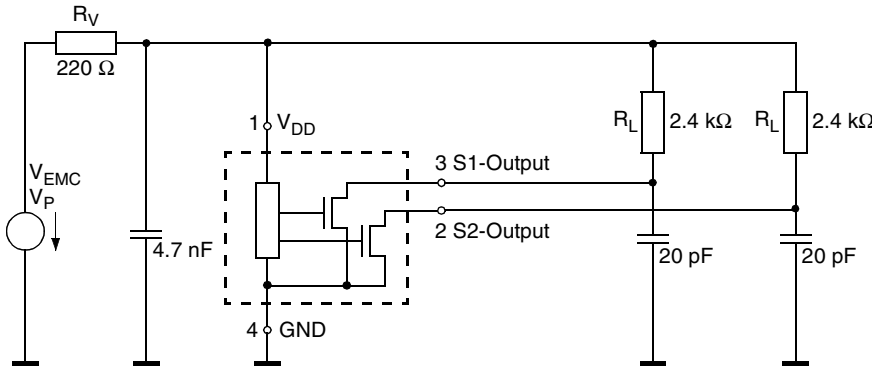 R_V
220 Ω
1 V_DD
R_L 2.4 kΩ R_L 2.4 kΩ
3 S1-Output
V_EMC
V_P
2 S2-Output
4.7 nF 20 pF 20 pF
4 GND